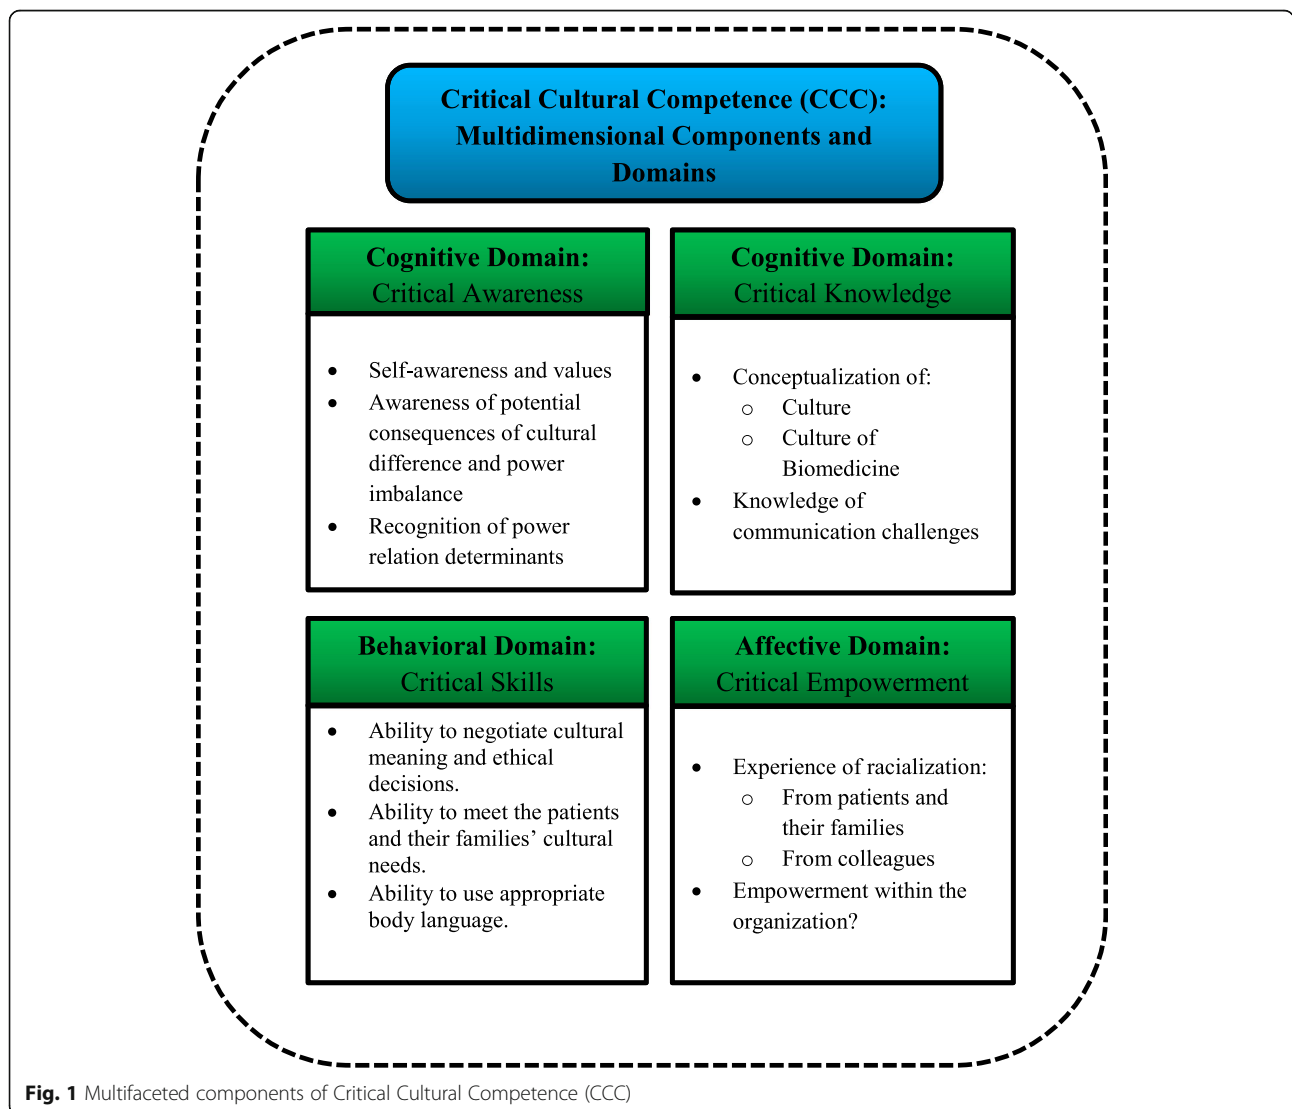 Critical Cultural Competence (CCC):
Multidimensional Components and
Domains
Cognitive Domain:
Critical Awareness
• Self-awareness and values
• Awareness of potential
consequences of cultural
difference and power
imbalance
• Recognition of power
relation determinants
Cognitive Domain:
Critical Knowledge
• Conceptualization of:
o Culture
o Culture of
Biomedicine
• Knowledge of
communication challenges
Behavioral Domain:
Critical Skills
• Ability to negotiate cultural
meaning and ethical
decisions.
• Ability to meet the patients
and their families’ cultural
needs.
• Ability to use appropriate
body language.
Affective Domain:
Critical Empowerment
• Experience of racialization:
o From patients and
their families
o From colleagues
• Empowerment within the
organization?
Fig. 1 Multifaceted components of Critical Cultural Competence (CCC)